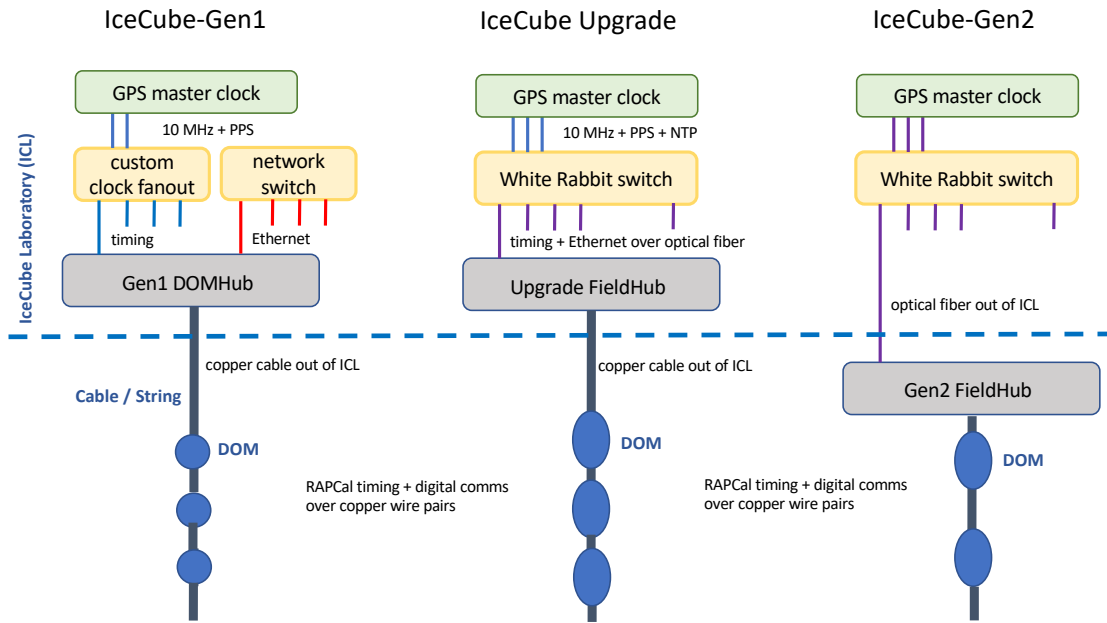 IceCube-Gen1
IceCube Upgrade
IceCube-Gen2
GPS master clock
GPS master clock
GPS master clock
10 MHz + PPS
10 MHz + PPS + NTP
custom
clock fanout
network
switch
White Rabbit switch
White Rabbit switch
timing
Ethernet
timing + Ethernet over optical fiber
Gen1 DOMHub
Upgrade FieldHub
optical fiber out of ICL
IceCube Laboratory (ICL)
copper cable out of ICL
copper cable out of ICL
Gen2 FieldHub
Cable / String
DOM
DOM
DOM
RAPCal timing + digital comms
over copper wire pairs
RAPCal timing + digital comms
over copper wire pairs